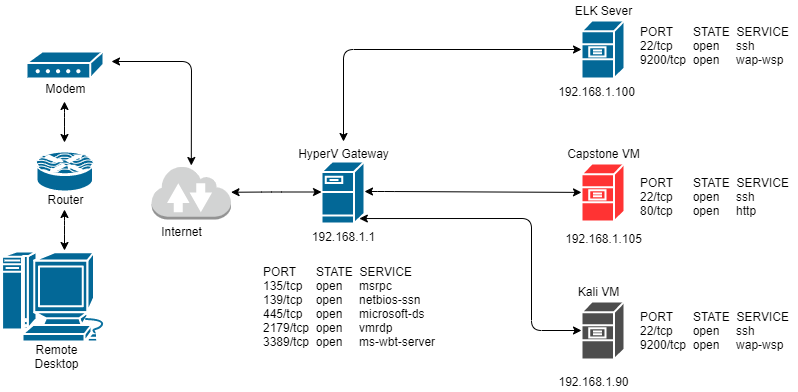 ELK Sever
PORT STATE SERVICE
22/tcp open ssh
9200/tcp open wap-wsp
192.168.1.100
Modem
HyperV Gateway
Capstone VM
PORT STATE SERVICE
22/tcp open ssh
80/tcp open http
Router
Internet
192.168.1.1
192.168.1.105
PORT STATE SERVICE
135/tcp open msrpc
139/tcp open netbios-ssn
445/tcp open microsoft-ds
2179/tcp open vmrdp
3389/tcp open ms-wbt-server
Kali VM
PORT STATE SERVICE
22/tcp open ssh
9200/tcp open wap-wsp
Remote
Desktop
192.168.1.90